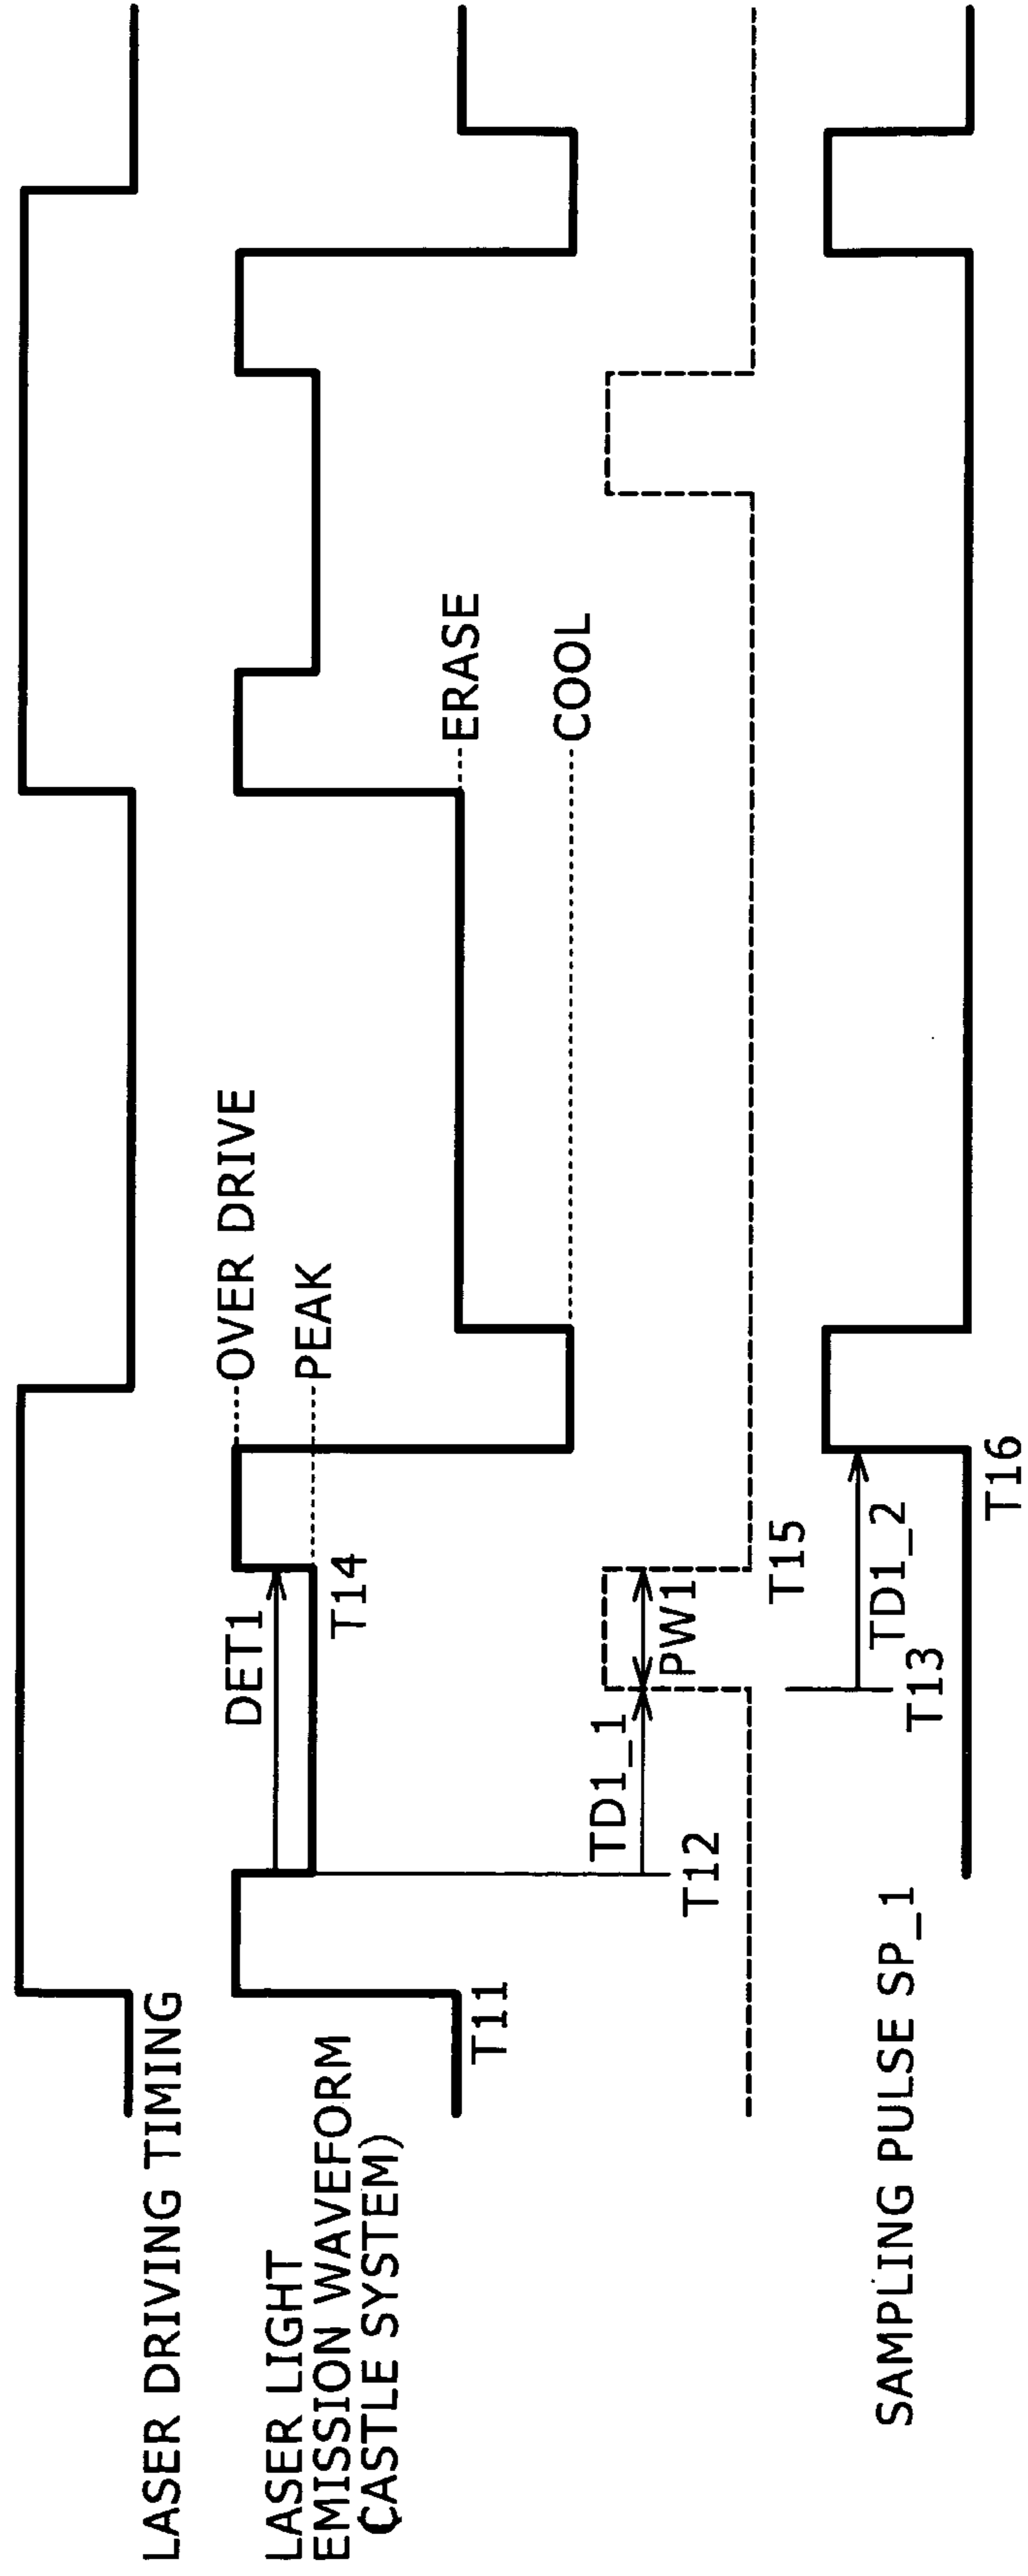 LASER DRIVING TIMING
LASER LIGHT
EMISSION WAVEFORM
(CASTLE SYSTEM)
OVER DRIVE
PEAK
DET1
T14
T11
ERASE
COOL
TD1_1
PW1
T12
T15
TD1_2
T13
SAMPLING PULSE SP_1
T16